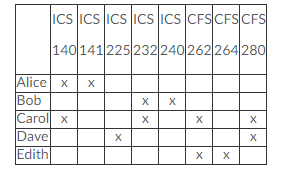 ICS ICS ICS ICS ICS CFS CFS CFS
140 141 225 232 240 262 264 280
Alice x x
Bob x x
Carol x x x x
Dave x x
Edith x x